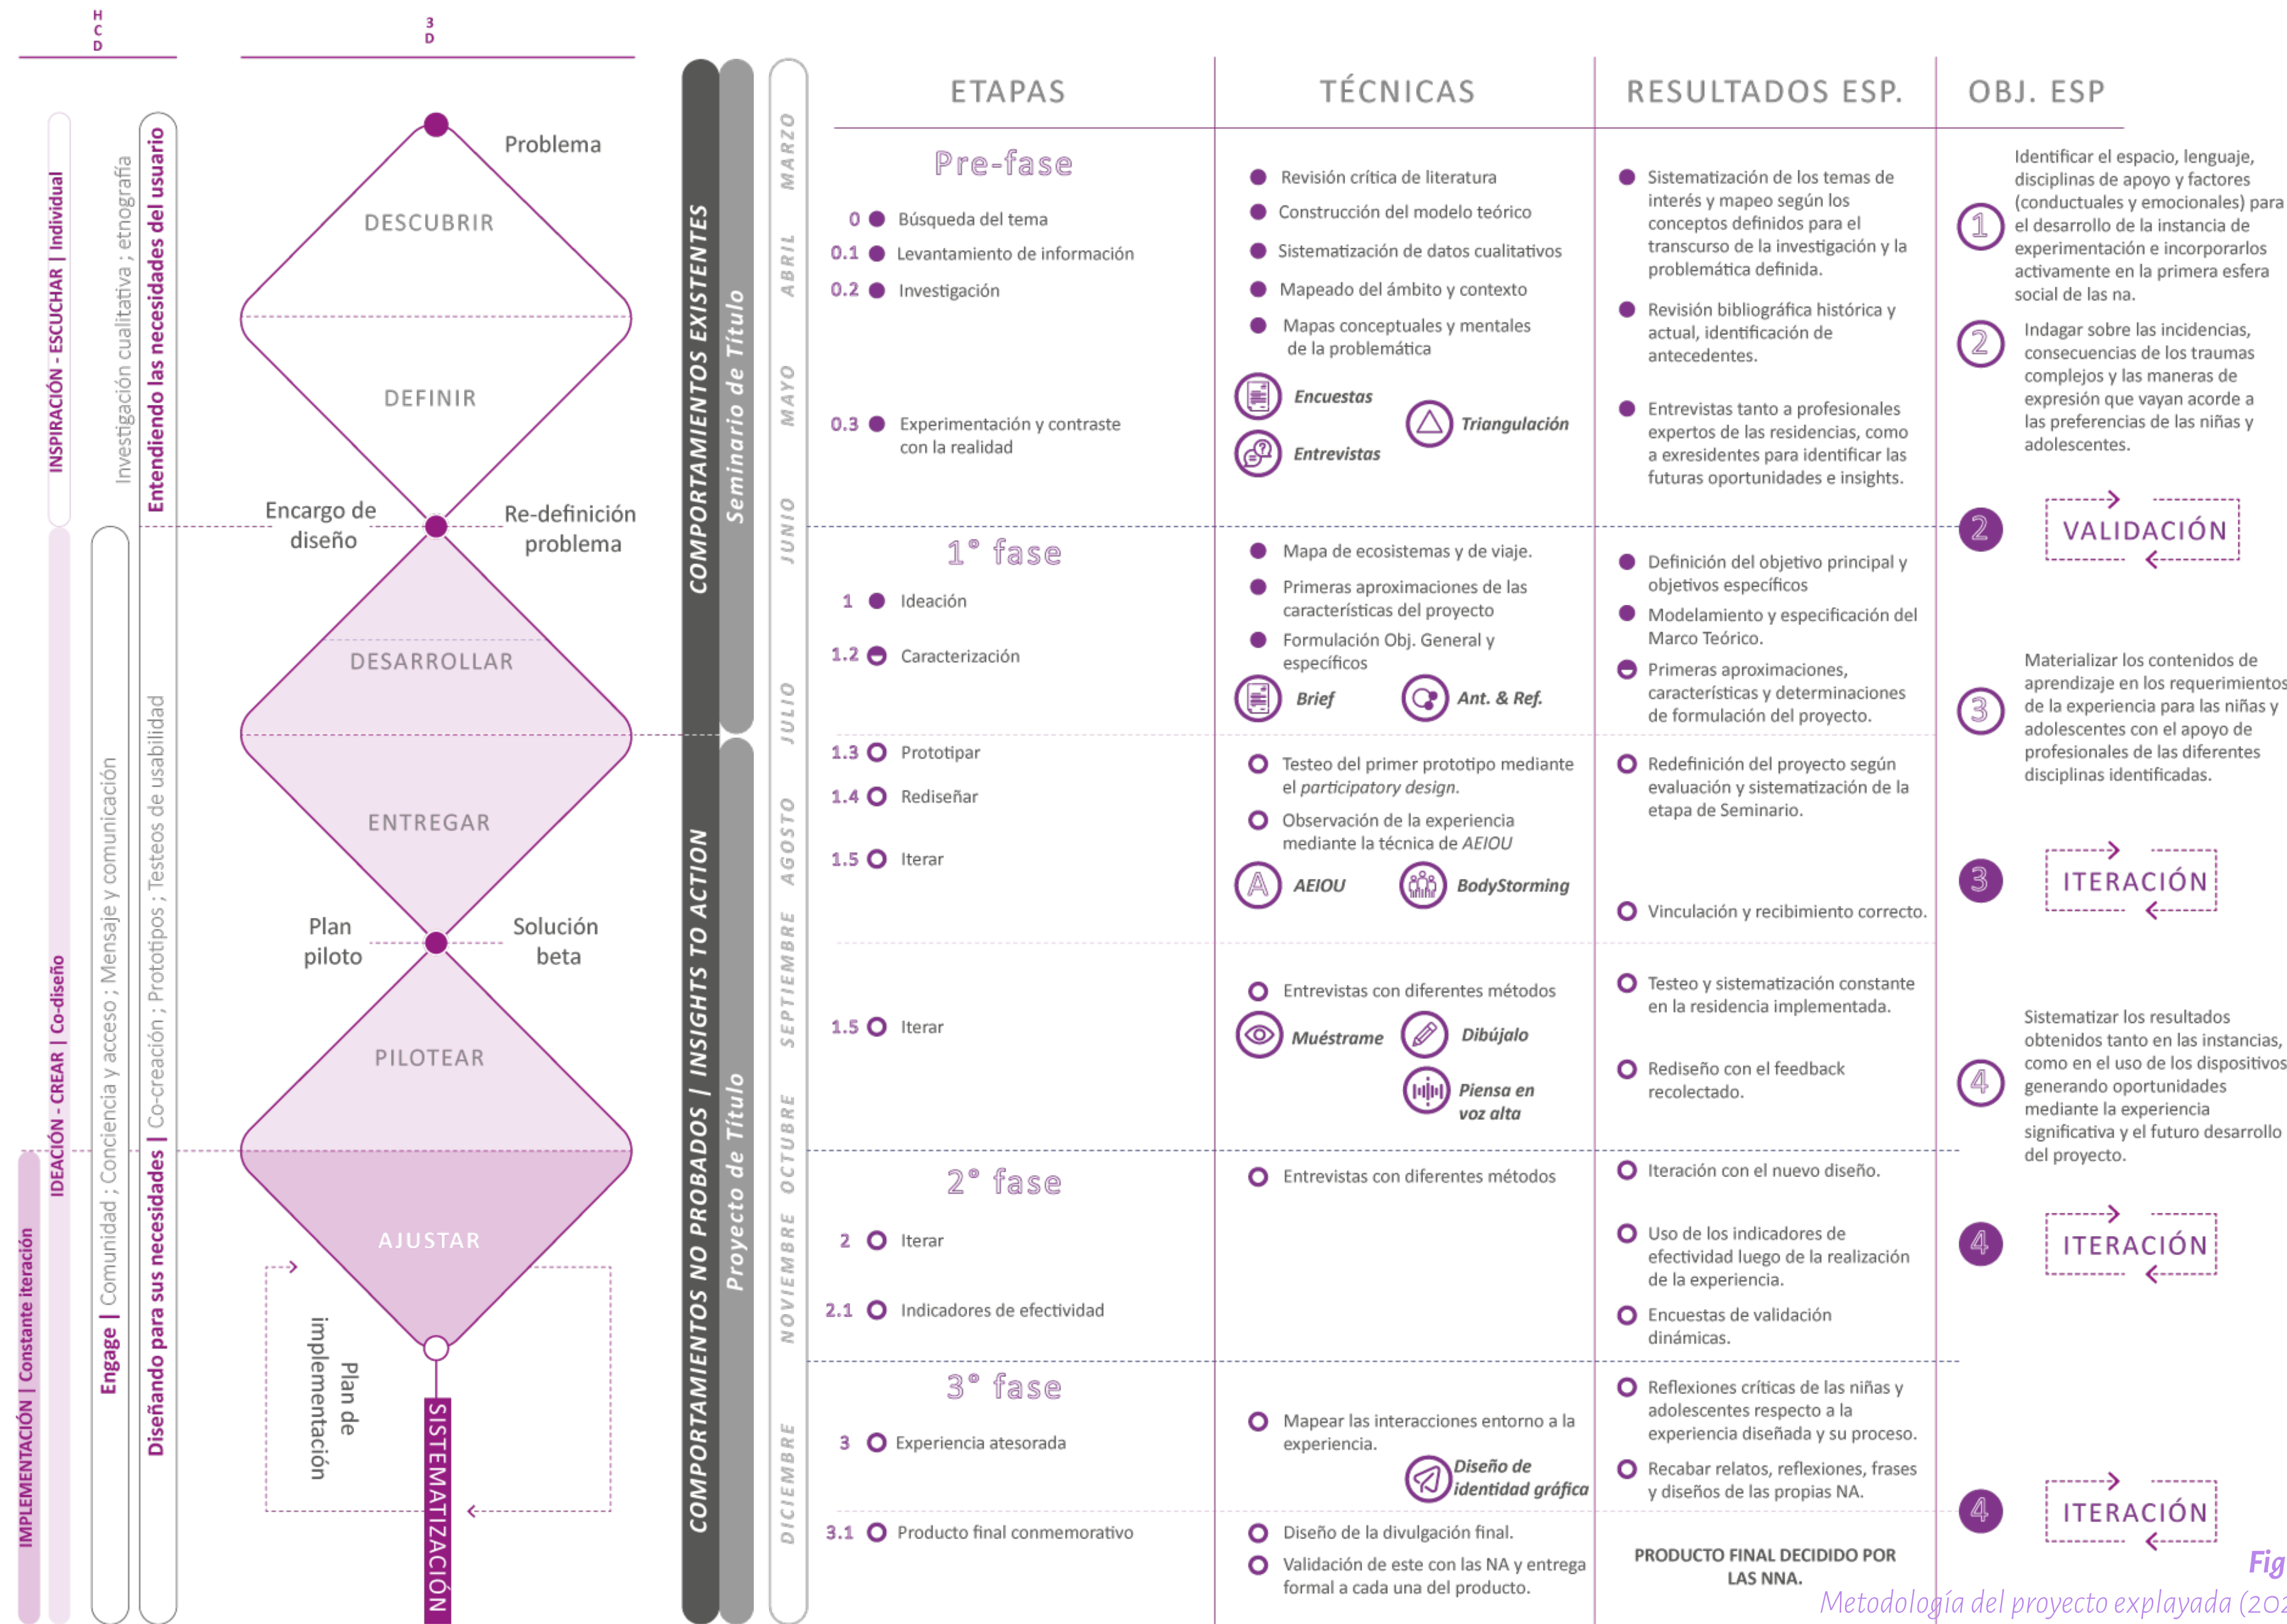 HCD
3D
INSPIRACIÓN - ESCUCHAR | Individual
Investigación cualitativa ; etnografía
Entendiendo las necesidades del usuario
IDEACIÓN - CREAR | Co-diseño
Engage | Comunidad ; Conciencia y acceso ; Mensaje y comunicación
Diseñando para sus necesidades | Co-creación ; Prototipos ; Testeos de usabilidad
IMPLEMENTACIÓN | Constante iteración
Problema
DESCUBRIR
DEFINIR
Encargo de
diseño
Re-definición
problema
DESARROLLAR
ENTREGAR
Plan
piloto
Solución
beta
PILOTEAR
AJUSTAR
Plan de
implementación
SISTEMATIZACIÓN
COMPORTAMIENTOS EXISTENTES
COMPORTAMIENTOS NO PROBADOS | INSIGHTS TO ACTION
Seminario de Título
Proyecto de Título
MARZO
ABRIL
MAYO
JUNIO
JULIO
AGOSTO
SEPTIEMBRE
OCTUBRE
NOVIEMBRE
DICIEMBRE
ETAPAS
Pre-fase
0 Búsqueda del tema
0.1 Levantamiento de información
0.2 Investigación
0.3 Experimentación y contraste
con la realidad
1° fase
1 Ideación
1.2 Caracterización
1.3 Prototipar
1.4 Rediseñar
1.5 Iterar
1.5 Iterar
2° fase
2 Iterar
2.1 Indicadores de efectividad
3° fase
3 Experiencia atesorada
3.1 Producto final conmemorativo
TÉCNICAS
Revisión crítica de literatura
Construcción del modelo teórico
Sistematización de datos cualitativos
Mapeado del ámbito y contexto
Mapas conceptuales y mentales
de la problemática
Encuestas
Triangulación
Entrevistas
Mapa de ecosistemas y de viaje.
Primeras aproximaciones de las
características del proyecto
Formulación Obj. General y
específicos
Brief
Ant. & Ref.
Testeo del primer prototipo mediante
el participatory design.
Observación de la experiencia
mediante la técnica de AEIOU
A
AEIOU
BodyStorming
Entrevistas con diferentes métodos
Muéstrame
Dibújalo
Piensa en
voz alta
Entrevistas con diferentes métodos
Mapear las interacciones entorno a la
experiencia.
Diseño de
identidad gráfica
Diseño de la divulgación final.
Validación de este con las NA y entrega
formal a cada una del producto.
RESULTADOS ESP.
Sistematización de los temas de
interés y mapeo según los
conceptos definidos para el
transcurso de la investigación y la
problemática definida.
Revisión bibliográfica histórica y
actual, identificación de
antecedentes.
Entrevistas tanto a profesionales
expertos de las residencias, como
a exresidentes para identificar las
futuras oportunidades e insights.
Definición del objetivo principal y
objetivos específicos
Modelamiento y especificación del
Marco Teórico.
Primeras aproximaciones,
características y determinaciones
de formulación del proyecto.
Redefinición del proyecto según
evaluación y sistematización de la
etapa de Seminario.
Vinculación y recibimiento correcto.
Testeo y sistematización constante
en la residencia implementada.
Rediseño con el feedback
recolectado.
Iteración con el nuevo diseño.
Uso de los indicadores de
efectividad luego de la realización
de la experiencia.
Encuestas de validación
dinámicas.
Reflexiones críticas de las niñas y
adolescentes respecto a la
experiencia diseñada y su proceso.
Recabar relatos, reflexiones, frases
y diseños de las propias NA.
PRODUCTO FINAL DECIDIDO POR
LAS NNA.
OBJ. ESP
1
Identificar el espacio, lenguaje,
disciplinas de apoyo y factores
(conductuales y emocionales) para
el desarrollo de la instancia de
experimentación e incorporarlos
activamente en la primera esfera
social de las na.
2
Indagar sobre las incidencias,
consecuencias de los traumas
complejos y las maneras de
expresión que vayan acorde a
las preferencias de las niñas y
adolescentes.
2 VALIDACIÓN
3
Materializar los contenidos de
aprendizaje en los requerimientos
de la experiencia para las niñas y
adolescentes con el apoyo de
profesionales de las diferentes
disciplinas identificadas.
3 ITERACIÓN
4
Sistematizar los resultados
obtenidos tanto en las instancias,
como en el uso de los dispositivos
generando oportunidades
mediante la experiencia
significativa y el futuro desarrollo
del proyecto.
4 ITERACIÓN
4 ITERACIÓN
Fig
Metodología del proyecto explayada (202